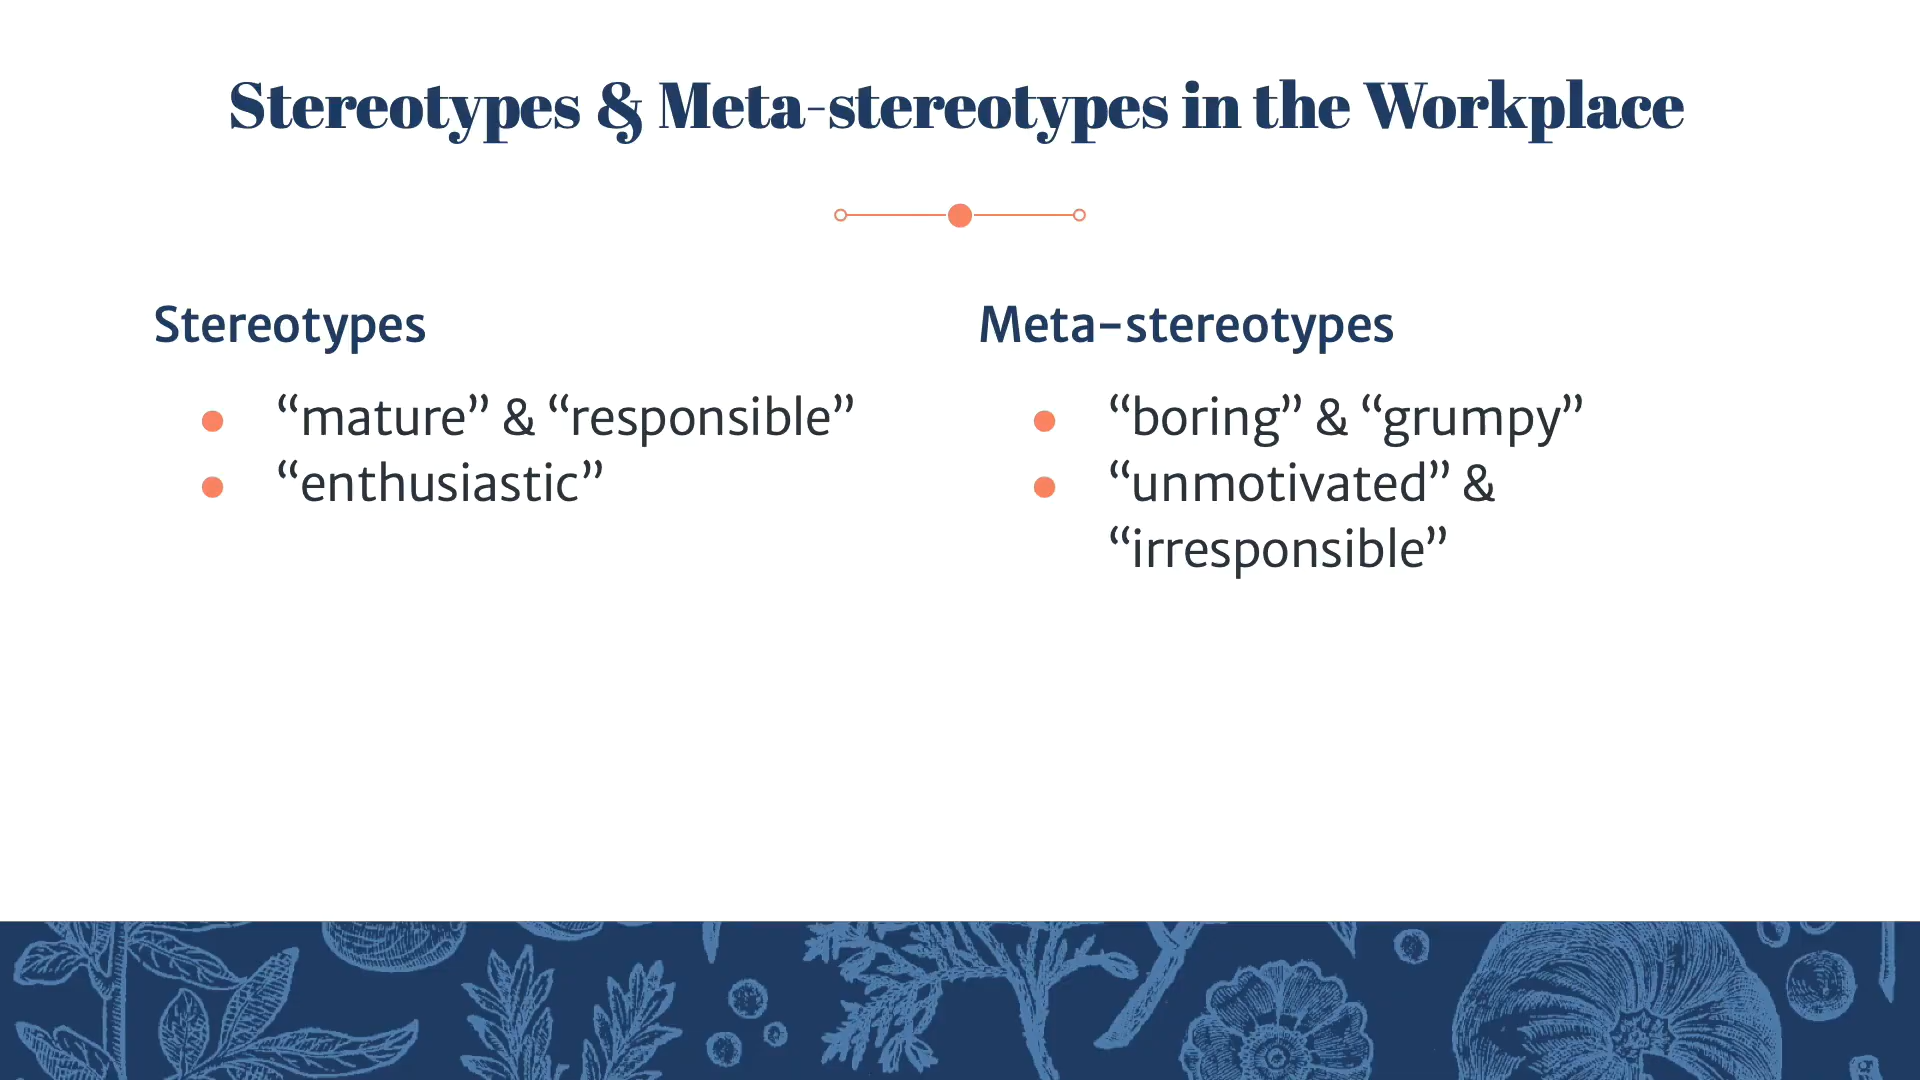 Stereotypes & Meta-stereotypes in the Workplace
Stereotypes
“mature” & “responsible”
“enthusiastic”
Meta-stereotypes
“boring” & “grumpy”
“unmotivated” &
“irresponsible”